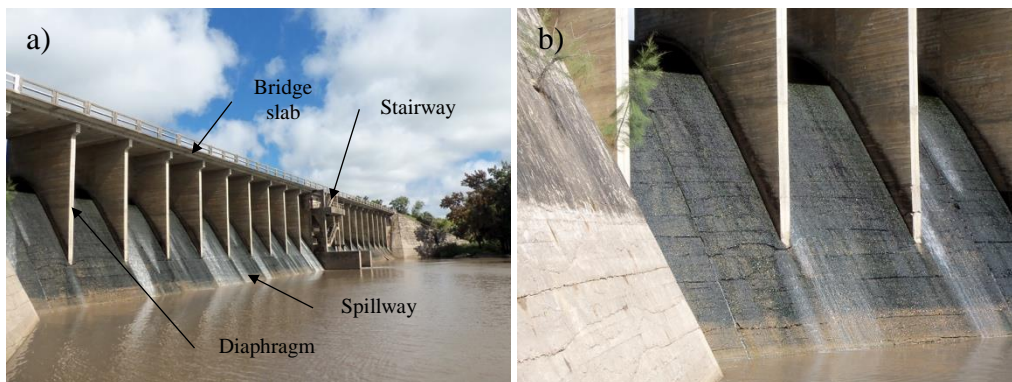 a)
b)
Bridge
slab
Stairway
Spillway
Diaphragm